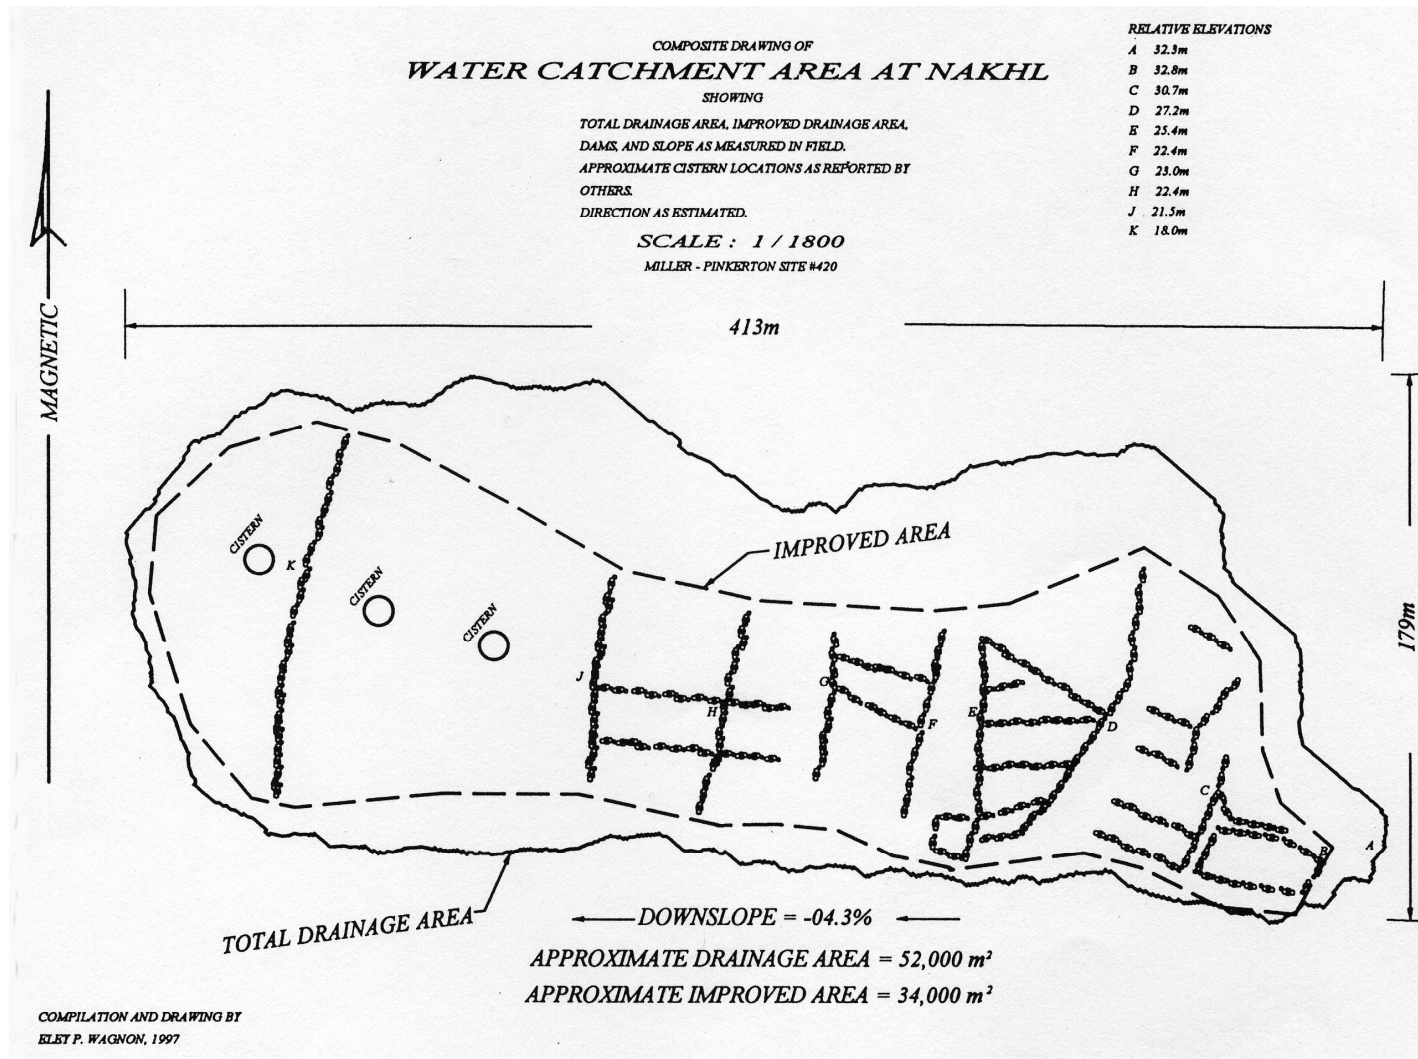 COMPOSITE DRAWING OF
WATER CATCHMENT AREA AT NAKHL
SHOWING
TOTAL DRAINAGE AREA, IMPROVED DRAINAGE AREA,
DAMS, AND SLOPE AS MEASURED IN FIELD.
APPROXIMATE CISTERN LOCATIONS AS REPORTED BY
OTHERS.
DIRECTION AS ESTIMATED.
SCALE : 1 / 1800
MILLER - PINKERTON SITE #420
RELATIVE ELEVATIONS
A 32.3m
B 32.8m
C 30.7m
D 27.2m
E 25.4m
F 22.4m
G 23.0m
H 22.4m
J 21.5m
K 18.0m
MAGNETIC
413m
179m
IMPROVED AREA
CISTERN
CISTERN
CISTERN
K
J
H
G
F
E
D
C
B
A
TOTAL DRAINAGE AREA
DOWNSLOPE = -04.3%
APPROXIMATE DRAINAGE AREA = 52,000 m²
APPROXIMATE IMPROVED AREA = 34,000 m²
COMPILATION AND DRAWING BY
ELEY P. WAGNON, 1997